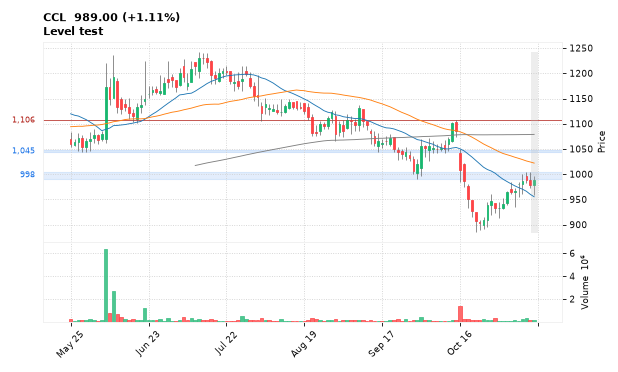 CCL 989.00 (+1.11%)
Level test
1250
1200
1150
1,106
1100
1,045
1050
998
1000
950
900
Price
6
4
2
Volume 10⁶
May 25
Jun 23
Jul 22
Aug 19
Sep 17
Oct 16